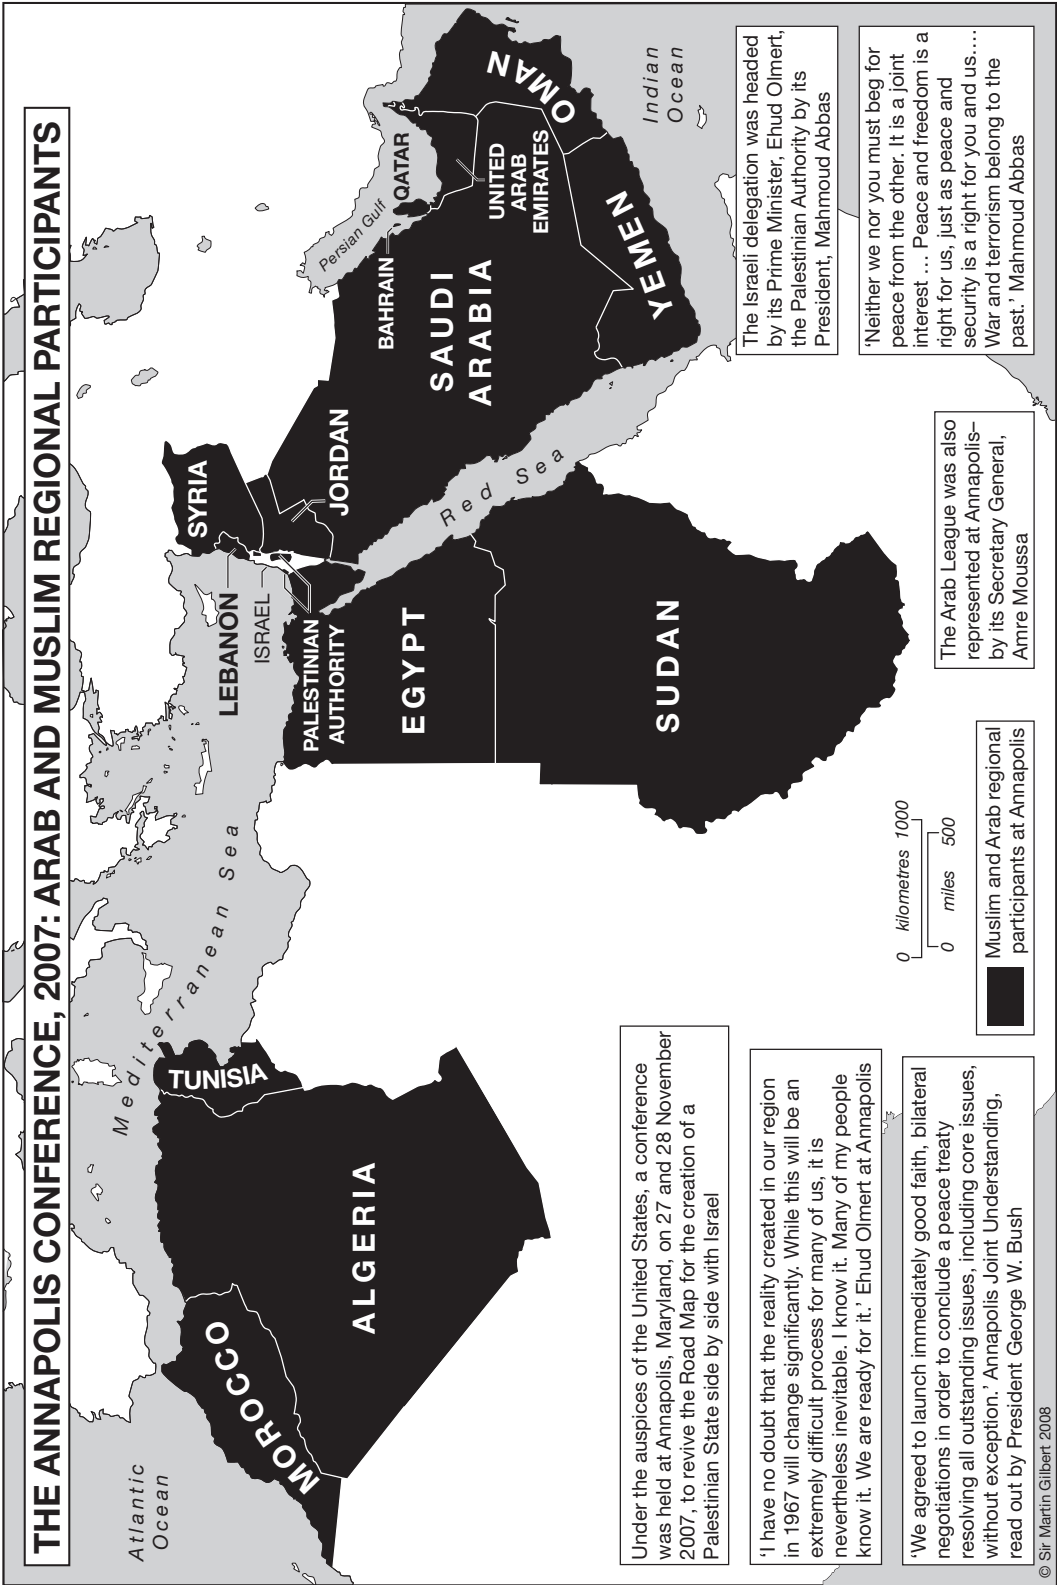 THE ANNAPOLIS CONFERENCE, 2007: ARAB AND MUSLIM REGIONAL PARTICIPANTS
Atlantic
Ocean
Mediterranean Sea
MOROCCO
ALGERIA
TUNISIA
LEBANON
ISRAEL
PALESTINIAN
AUTHORITY
SYRIA
JORDAN
EGYPT
SUDAN
Red Sea
SAUDI
ARABIA
BAHRAIN
Persian Gulf
QATAR
UNITED
ARAB
EMIRATES
OMAN
YEMEN
Indian
Ocean
Under the auspices of the United States, a conference
was held at Annapolis, Maryland, on 27 and 28 November
2007, to revive the Road Map for the creation of a
Palestinian State side by side with Israel
‘I have no doubt that the reality created in our region
in 1967 will change significantly. While this will be an
extremely difficult process for many of us, it is
nevertheless inevitable. I know it. Many of my people
know it. We are ready for it.’ Ehud Olmert at Annapolis
‘We agreed to launch immediately good faith, bilateral
negotiations in order to conclude a peace treaty
resolving all outstanding issues, including core issues,
without exception.’ Annapolis Joint Understanding,
read out by President George W. Bush
0 kilometres 1000
0 miles 500
Muslim and Arab regional
participants at Annapolis
The Arab League was also
represented at Annapolis–
by its Secretary General,
Amre Moussa
The Israeli delegation was headed
by its Prime Minister, Ehud Olmert,
the Palestinian Authority by its
President, Mahmoud Abbas
‘Neither we nor you must beg for
peace from the other. It is a joint
interest ... Peace and freedom is a
right for us, just as peace and
security is a right for you and us....
War and terrorism belong to the
past.’ Mahmoud Abbas
© Sir Martin Gilbert 2008